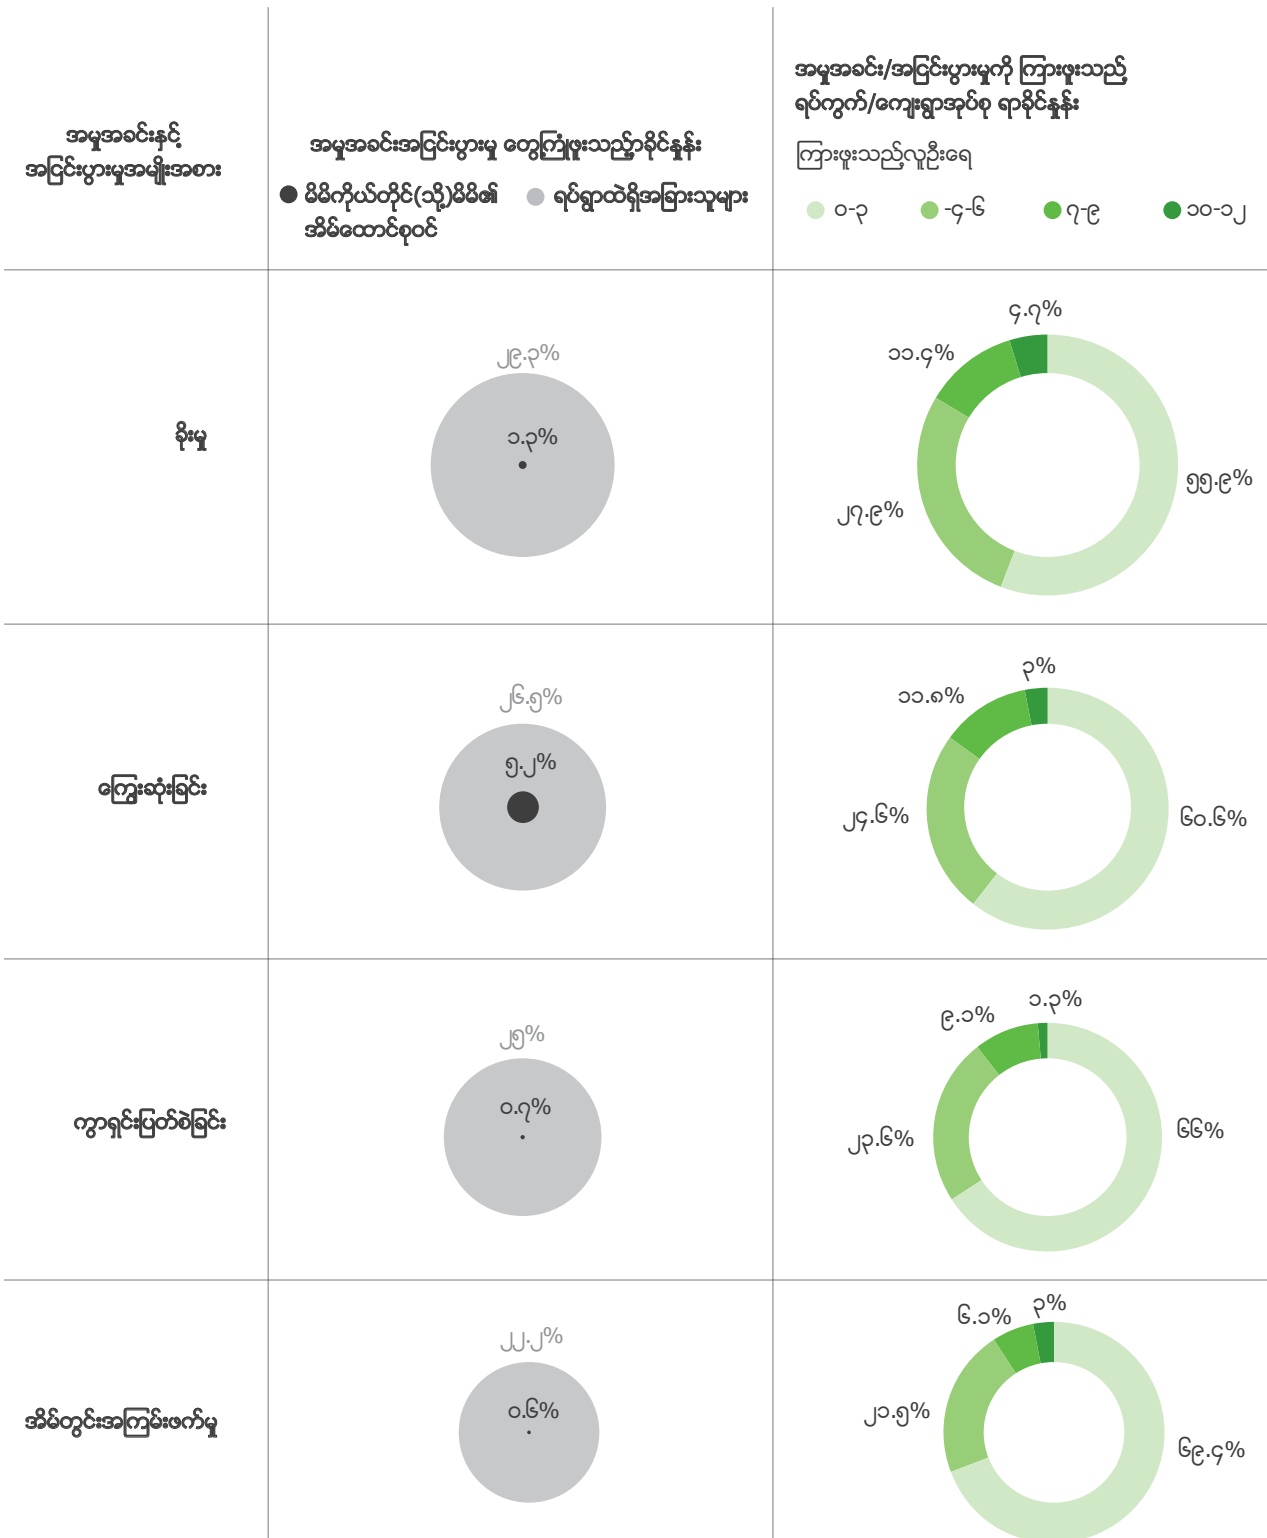 အမှုအခင်းနှင့်
အငြင်းပွားမှုအမျိုးအစား
အမှုအခင်းအငြင်းပွားမှု တွေ့ကြုံဖူးသည့်ရာခိုင်နှုန်း
မိမိကိုယ်တိုင်(သို့)မိမိ၏
အိမ်ထောင်စုဝင်
ရပ်ရွာထဲရှိအခြားသူများ
အမှုအခင်း/အငြင်းပွားမှုကို ကြားဖူးသည့်
ရပ်ကွက်/ကျေးရွာအုပ်စု ရာခိုင်နှုန်း
ကြားဖူးသည့်လူဦးရေ
၀-၃
-၄-၆
၇-၉
၁၀-၁၂
ခိုးမှု
၂၉.၃%
၁.၃%
၄.၇%
၁၁.၄%
၅၅.၉%
၂၇.၉%
ကြွေးဆုံးခြင်း
၂၆.၅%
၅.၂%
၃%
၁၁.၈%
၂၄.၆%
၆၀.၆%
ကွာရှင်းပြတ်စဲခြင်း
၂၅%
၀.၇%
၁.၃%
၉.၁%
၂၃.၆%
၆၆%
အိမ်တွင်းအကြမ်းဖက်မှု
၂၂.၂%
၀.၆%
၃%
၆.၁%
၂၁.၅%
၆၉.၄%